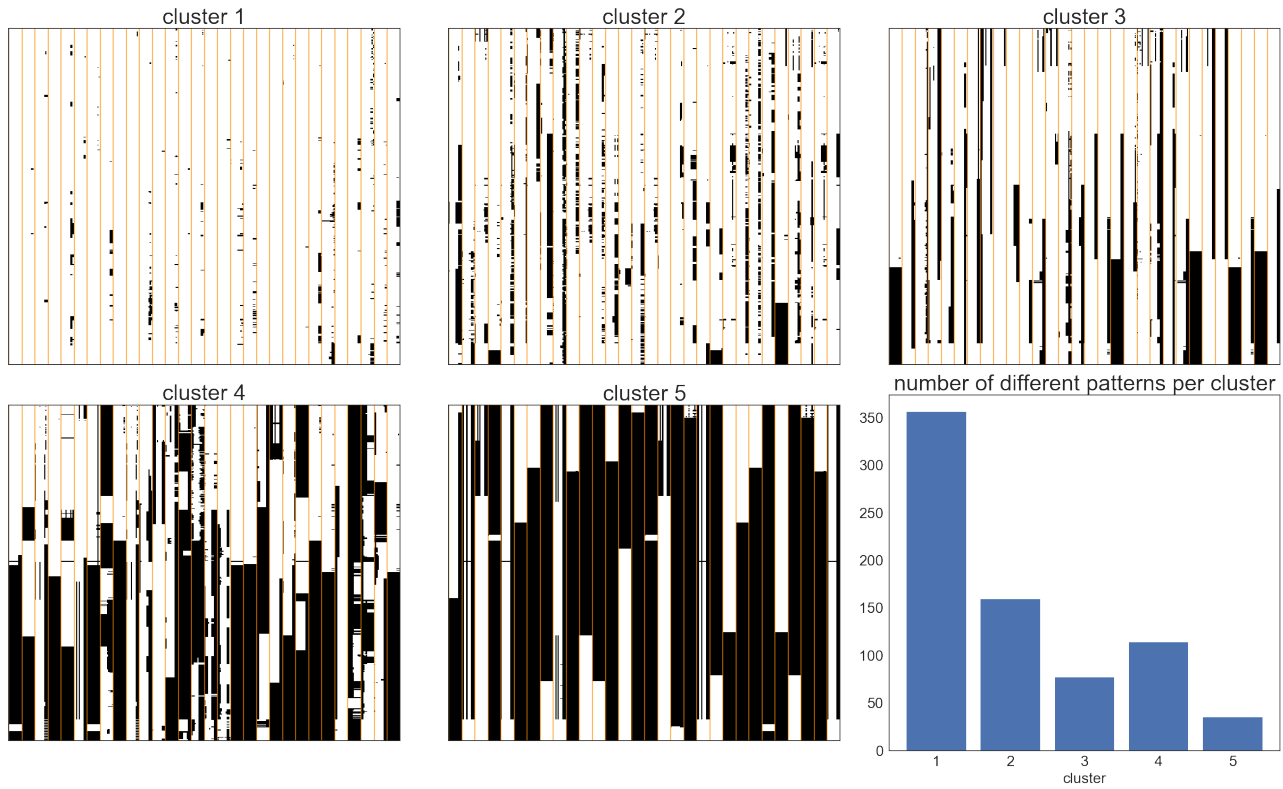 cluster 1
cluster 2
cluster 3
cluster 4
cluster 5
number of different patterns per cluster
350
300
250
200
150
100
50
0
1 2 3 4 5
cluster